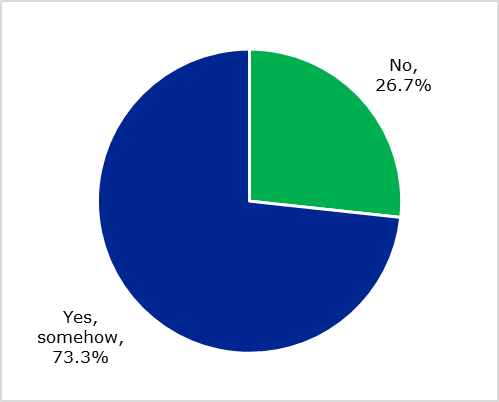 No,
26.7%
Yes,
somehow,
73.3%